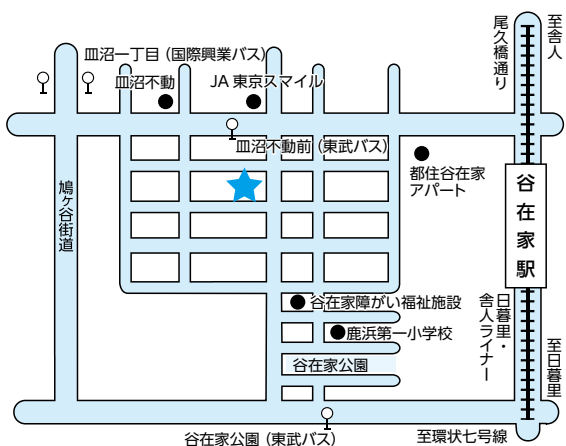 皿沼一丁目（国際興業バス）
皿沼不動
JA 東京スマイル
尾久橋通り
至舎人
皿沼不動前（東武バス）
都住谷在家
アパート
谷在家駅
鳩ヶ谷街道
谷在家障がい福祉施設
鹿浜第一小学校
谷在家公園
日暮里・
舎人ライナー
至日暮里
谷在家公園（東武バス）
至環状七号線